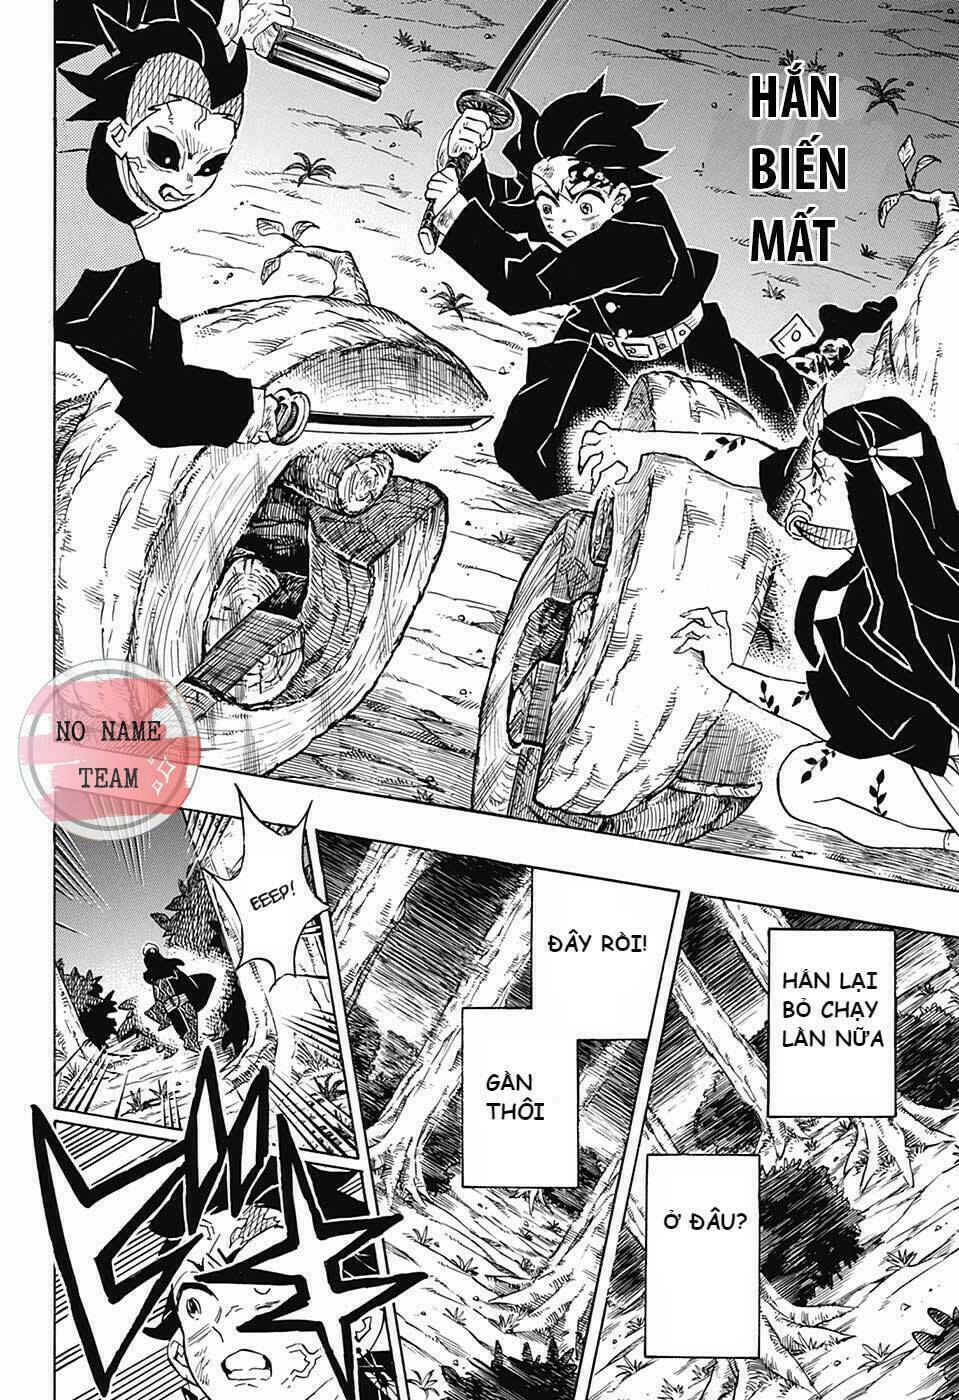 HẮN
BIẾN
MẤT
NO NAME
TEAM
HẮN LẠI
BỎ CHẠY
LẦN NỮA
Ở ĐÂU?
ĐÂY RỒI!
GẦN
THÔI
EEEP!